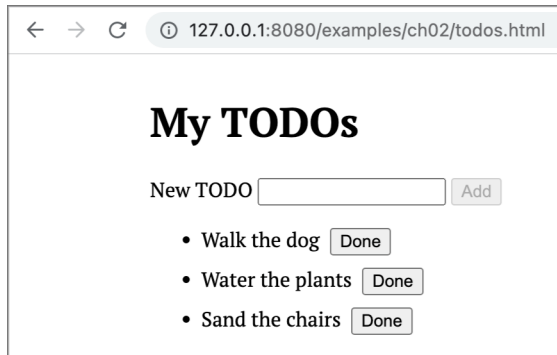 127.0.0.1:8080/examples/ch02/todos.html
My TODOs
New TODO Add
Walk the dog Done
Water the plants Done
Sand the chairs Done